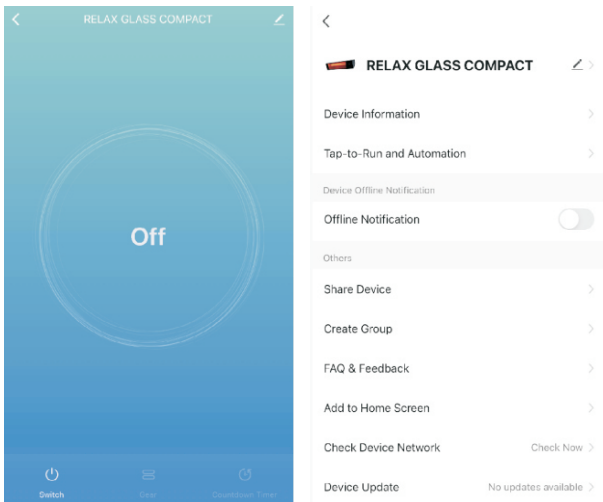 RELAX GLASS COMPACT
Off
Switch
Gear
Countdown Timer
RELAX GLASS COMPACT
Device Information
Tap-to-Run and Automation
Device Offline Notification
Offline Notification
Others
Share Device
Create Group
FAQ & Feedback
Add to Home Screen
Check Device Network Check Now
Device Update No updates available